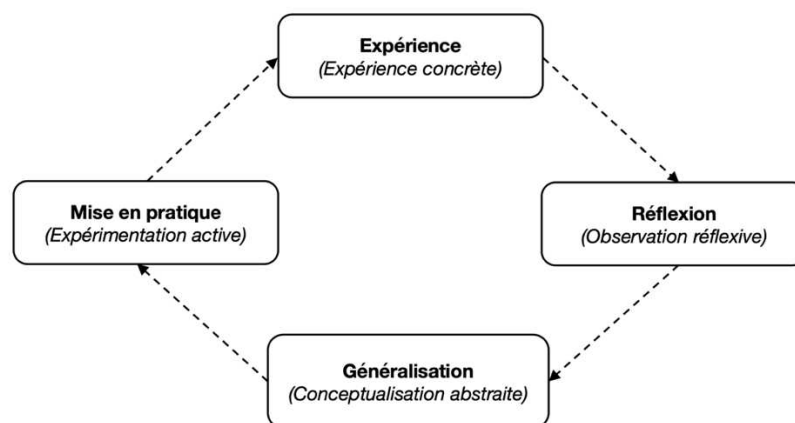 Expérience
(Expérience concrète)
Mise en pratique
(Expérimentation active)
Réflexion
(Observation réflexive)
Généralisation
(Conceptualisation abstraite)